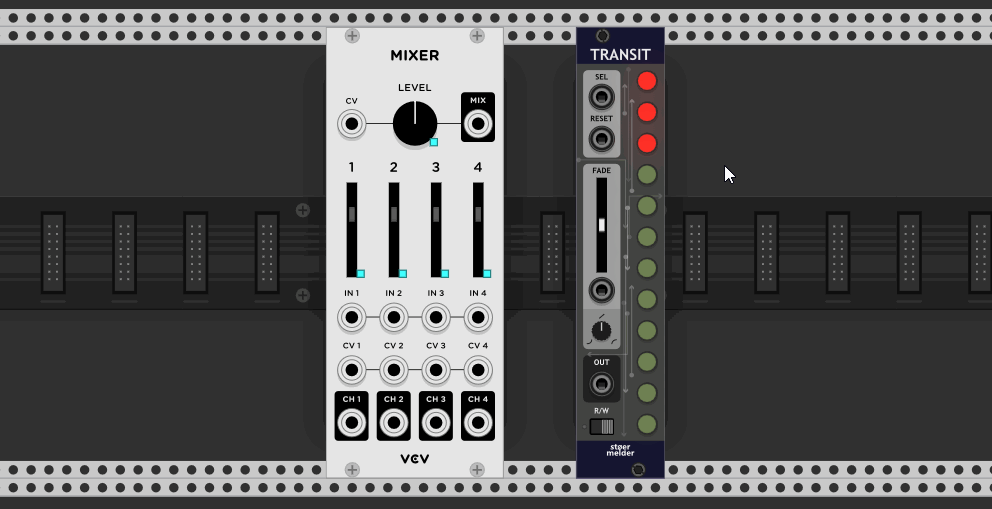 MIXER
LEVEL
CV
MIX
1 2 3 4
IN 1 IN 2 IN 3 IN 4
CV 1 CV 2 CV 3 CV 4
CH 1 CH 2 CH 3 CH 4
VCV
TRANSIT
SEL
RESET
FADE
OUT
R/W
støer
melder